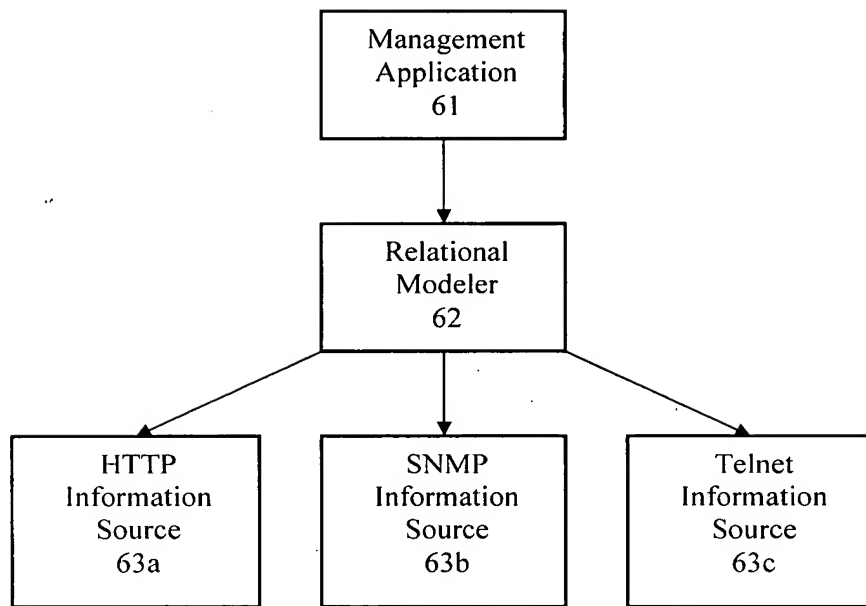 Management
Application
61
Relational
Modeler
62
HTTP
Information
Source
63a
SNMP
Information
Source
63b
Telnet
Information
Source
63c